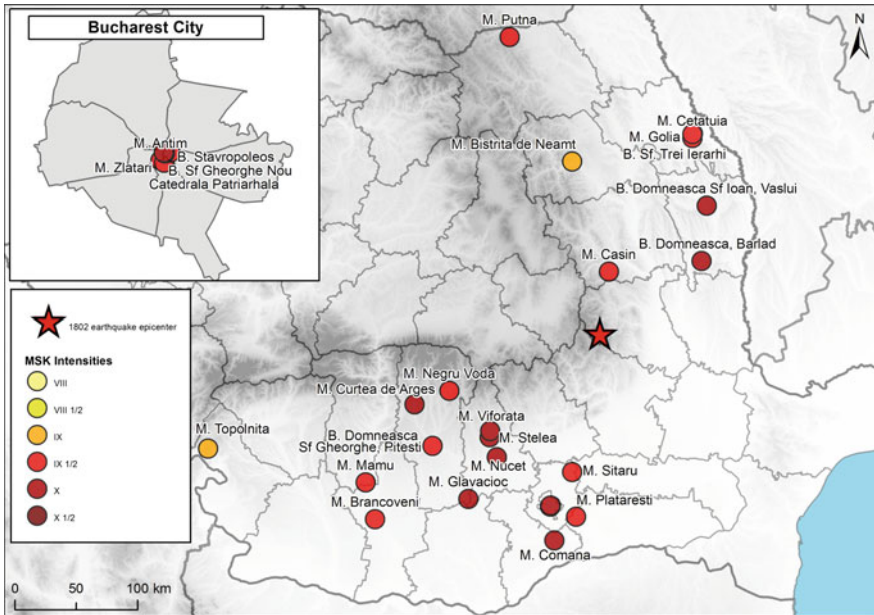 Bucharest City
M. Antim
B. Stavropoleos
M. Zlatari
B. Sf Gheorghe Nou
Catedrala Patriarhala
M. Putna
N
M. Cetatuia
M. Golia
B. Sf. Trei Ierarhi
M. Bistrita de Neamt
B. Domneasca Sf Ioan, Vaslui
B. Domneasca, Barlad
M. Casin
1802 earthquake epicenter
MSK Intensities
VIII
VIII 1/2
IX
IX 1/2
X
X 1/2
M. Negru Voda
M. Curtea de Arges
M. Topolnita
M. Viforata
B. Domneasca
Sf Gheorghe, Pitesti
M. Stelea
M. Mamu
M. Nucet
M. Sitaru
M. Glavacioc
M. Brancoveni
M. Plataresti
M. Comana
0 50 100 km